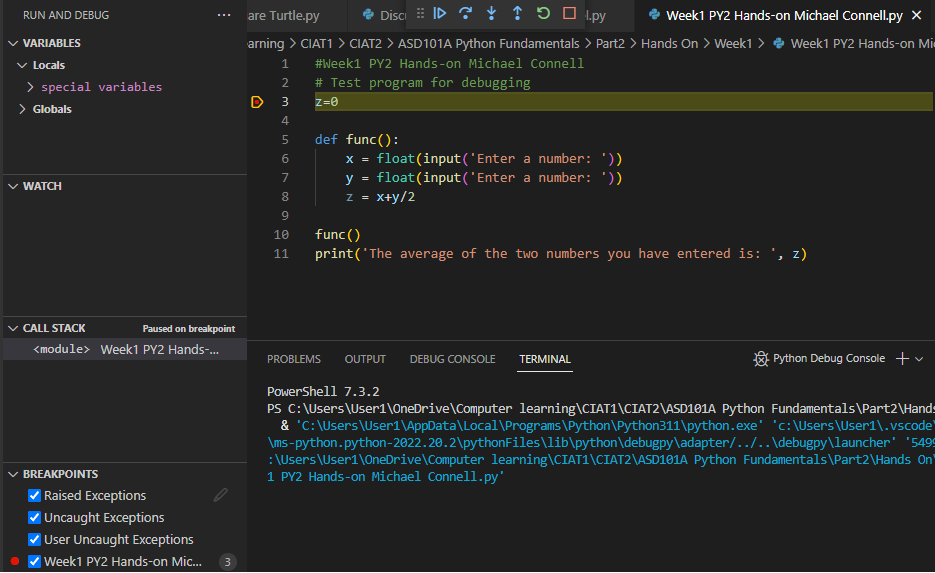 RUN AND DEBUG
are Turtle.py
Discu
l.py
Week1 PY2 Hands-on Michael Connell.py
VARIABLES
Locals
special variables
Globals
WATCH
CALL STACK Paused on breakpoint
<module> Week1 PY2 Hands-...
BREAKPOINTS
Raised Exceptions
Uncaught Exceptions
User Uncaught Exceptions
Week1 PY2 Hands-on Mic... 3
arning > CIAT1 > CIAT2 > ASD101A Python Fundamentals > Part2 > Hands On > Week1 > Week1 PY2 Hands-on Mi
1 #Week1 PY2 Hands-on Michael Connell
2 # Test program for debugging
3 z=0
4
5 def func():
6 x = float(input('Enter a number: '))
7 y = float(input('Enter a number: '))
8 z = x+y/2
9
10 func()
11 print('The average of the two numbers you have entered is: ', z)
PROBLEMS OUTPUT DEBUG CONSOLE TERMINAL Python Debug Console
PowerShell 7.3.2
PS C:\Users\User1\OneDrive\Computer learning\CIAT1\CIAT2\ASD101A Python Fundamentals\Part2\Hands
& 'C:\Users\User1\AppData\Local\Programs\Python\Python311\python.exe' 'c:\Users\User1\.vscode\
\ms-python.python-2022.20.2\pythonFiles\lib\python\debugpy\adapter/../..\debugpy\launcher' '5499
:\Users\User1\OneDrive\Computer learning\CIAT1\CIAT2\ASD101A Python Fundamentals\Part2\Hands On\
1 PY2 Hands-on Michael Connell.py'